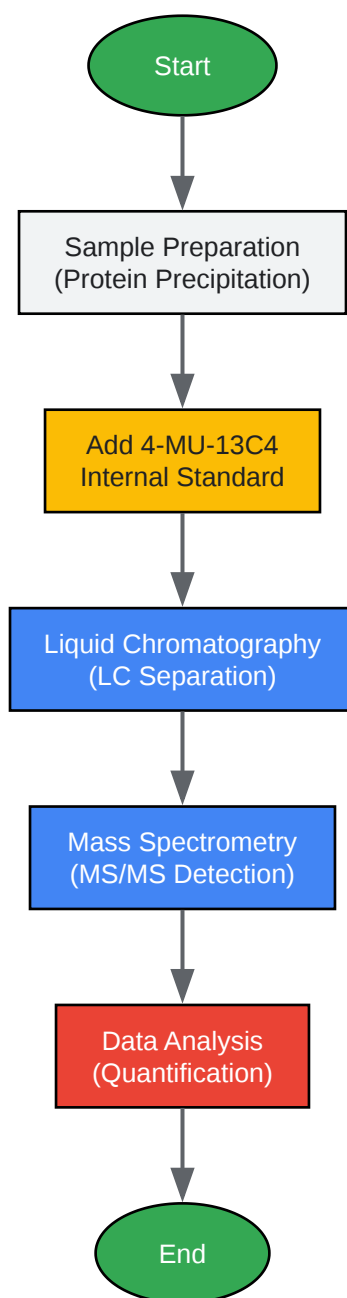 Start
Sample Preparation
(Protein Precipitation)
Add 4-MU-13C4
Internal Standard
Liquid Chromatography
(LC Separation)
Mass Spectrometry
(MS/MS Detection)
Data Analysis
(Quantification)
End